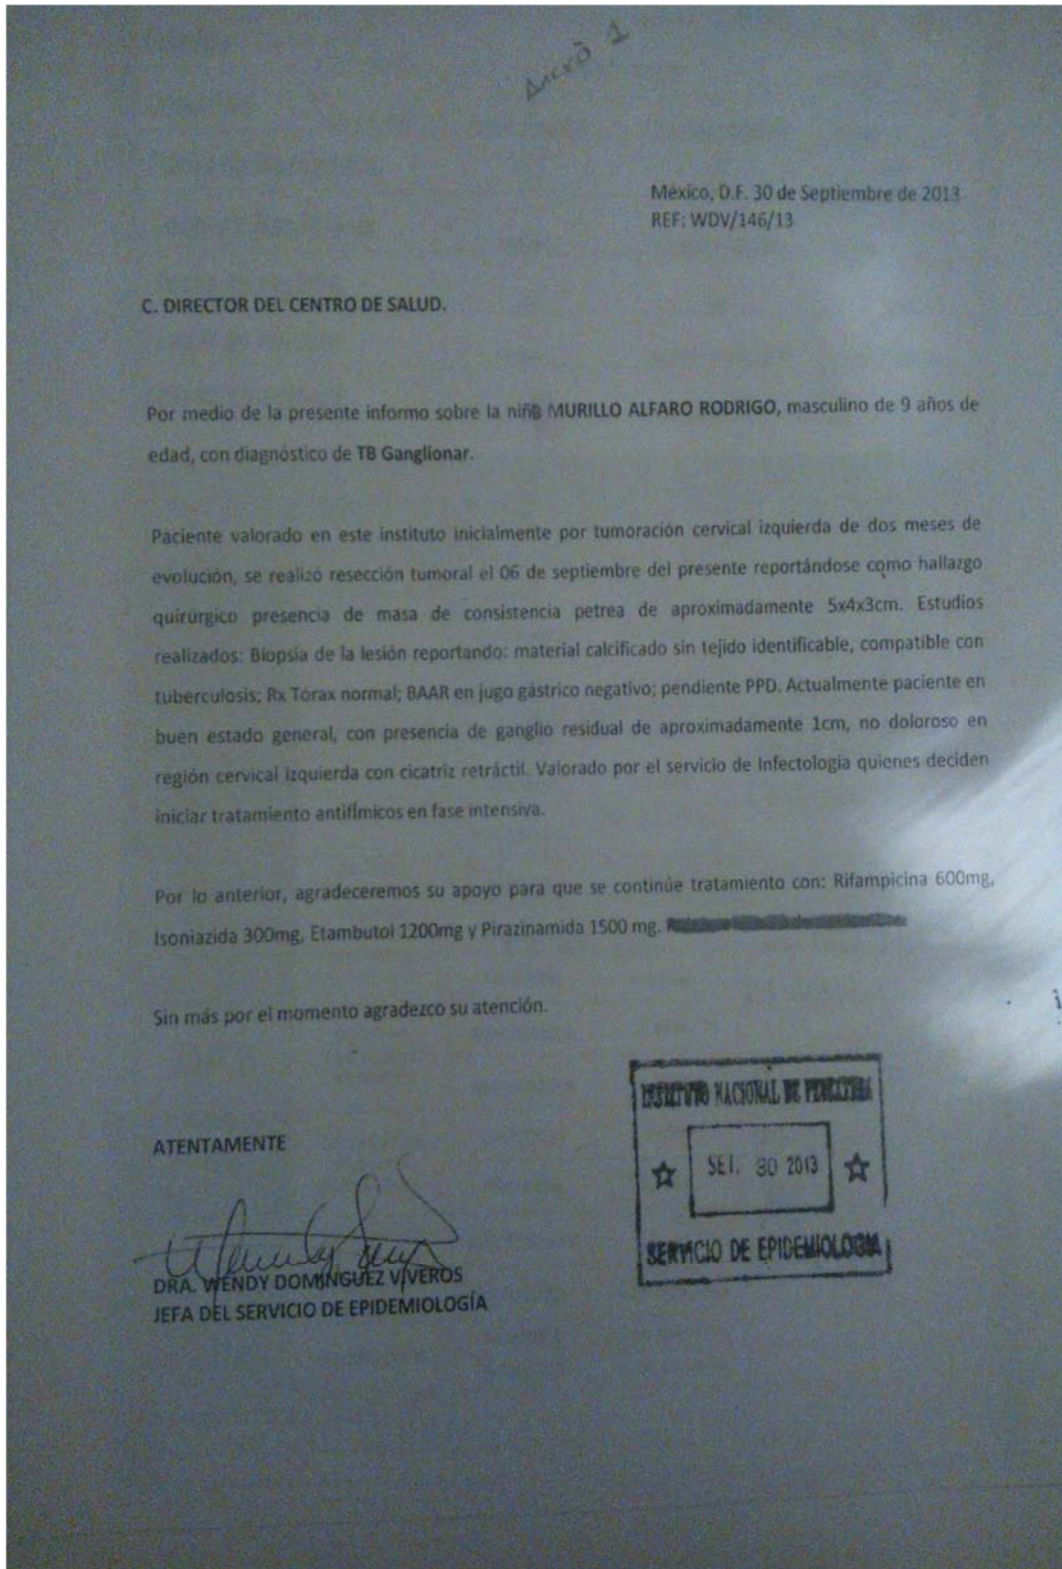 Anexo 1
México, D.F. 30 de Septiembre de 2013
REF: WDV/146/13
C. DIRECTOR DEL CENTRO DE SALUD.
Por medio de la presente informo sobre la niño MURILLO ALFARO RODRIGO, masculino de 9 años de
edad, con diagnóstico de TB Ganglionar.
Paciente valorado en este instituto inicialmente por tumoración cervical izquierda de dos meses de
evolución, se realizó resección tumoral el 06 de septiembre del presente reportándose como hallazgo
quirúrgico presencia de masa de consistencia petrea de aproximadamente 5x4x3cm. Estudios
realizados: Biopsia de la lesión reportando: material calcificado sin tejido identificable, compatible con
tuberculosis; Rx Tórax normal; BAAR en jugo gástrico negativo; pendiente PPD. Actualmente paciente en
buen estado general, con presencia de ganglio residual de aproximadamente 1cm, no doloroso en
región cervical izquierda con cicatriz retráctil. Valorado por el servicio de Infectología quienes deciden
iniciar tratamiento antifímicos en fase intensiva.
Por lo anterior, agradeceremos su apoyo para que se continúe tratamiento con: Rifampicina 600mg,
Isoniazida 300mg, Etambutol 1200mg y Pirazinamida 1500 mg.
Sin más por el momento agradezco su atención.
ATENTAMENTE
DRA. WENDY DOMÍNGUEZ VIVEROS
JEFA DEL SERVICIO DE EPIDEMIOLOGÍA
INSTITUTO NACIONAL DE PEDIATRIA
SET. 30 2013
SERVICIO DE EPIDEMIOLOGIA